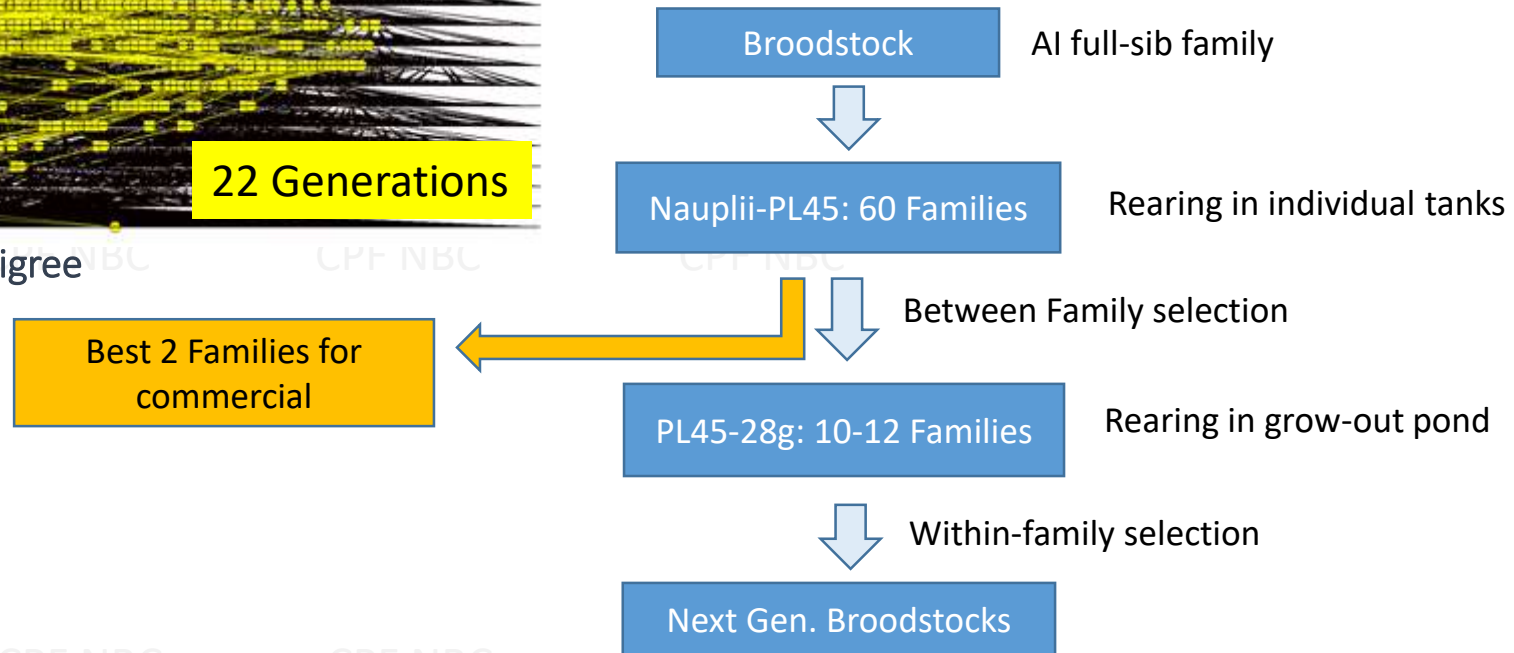 Broodstock
AI full-sib family
22 Generations
Nauplii-PL45: 60 Families
Rearing in individual tanks
igree
CPF NBC
CPF NBC
Between Family selection
Best 2 Families for
commercial
PL45-28g: 10-12 Families
Rearing in grow-out pond
Within-family selection
Next Gen. Broodstocks